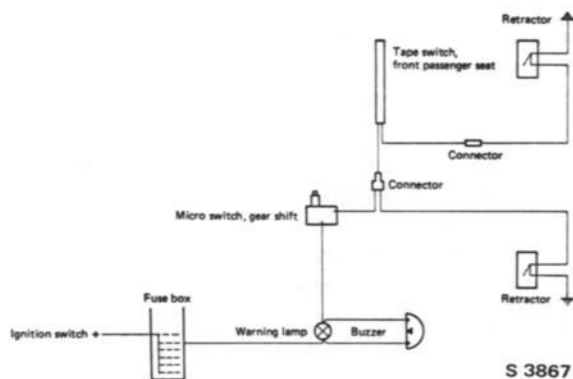 Retractor
Tape switch,
front passenger seat
Connector
Connector
Micro switch, gear shift
Retractor
Fuse box
Ignition switch +
Warning lamp
Buzzer
S 3867